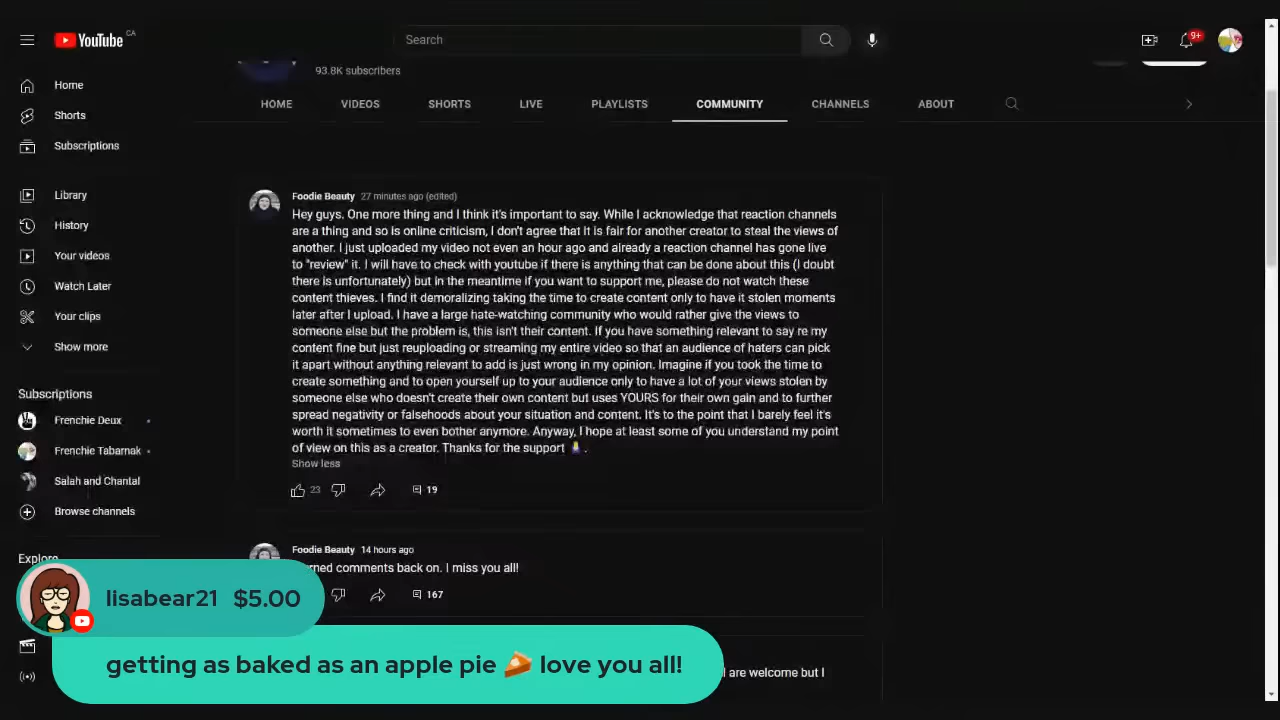 YouTube CA
Search
9+
93.8K subscribers
HOME VIDEOS SHORTS LIVE PLAYLISTS COMMUNITY CHANNELS ABOUT
Home
Shorts
Subscriptions
Library
History
Your videos
Watch Later
Your clips
Show more
Subscriptions
Frenchie Deux
Frenchie Tabarnak
Salah and Chantal
Browse channels
Explore
Foodie Beauty 27 minutes ago (edited)
Hey guys. One more thing and I think it's important to say. While I acknowledge that reaction channels
are a thing and so is online criticism, I don't agree that it is fair for another creator to steal the views of
another. I just uploaded my video not even an hour ago and already a reaction channel has gone live
to "review" it. I will have to check with youtube if there is anything that can be done about this (I doubt
there is unfortunately) but in the meantime if you want to support me, please do not watch these
content thieves. I find it demoralizing taking the time to create content only to have it stolen moments
later after I upload. I have a large hate-watching community who would rather give the views to
someone else but the problem is, this isn't their content. If you have something relevant to say re my
content fine but just reuploading or streaming my entire video so that an audience of haters can pick
it apart without anything relevant to add is just wrong in my opinion. Imagine if you took the time to
create something and to open yourself up to your audience only to have a lot of your views stolen by
someone else who doesn't create their own content but uses YOURS for their own gain and to further
spread negativity or falsehoods about your situation and content. It's to the point that I barely feel it's
worth it sometimes to even bother anymore. Anyway, I hope at least some of you understand my point
of view on this as a creator. Thanks for the support 🧕.
Show less
23 19
Foodie Beauty 14 hours ago
rned comments back on. I miss you all!
167
l are welcome but I
lisabear21 $5.00
getting as baked as an apple pie 🥧 love you all!